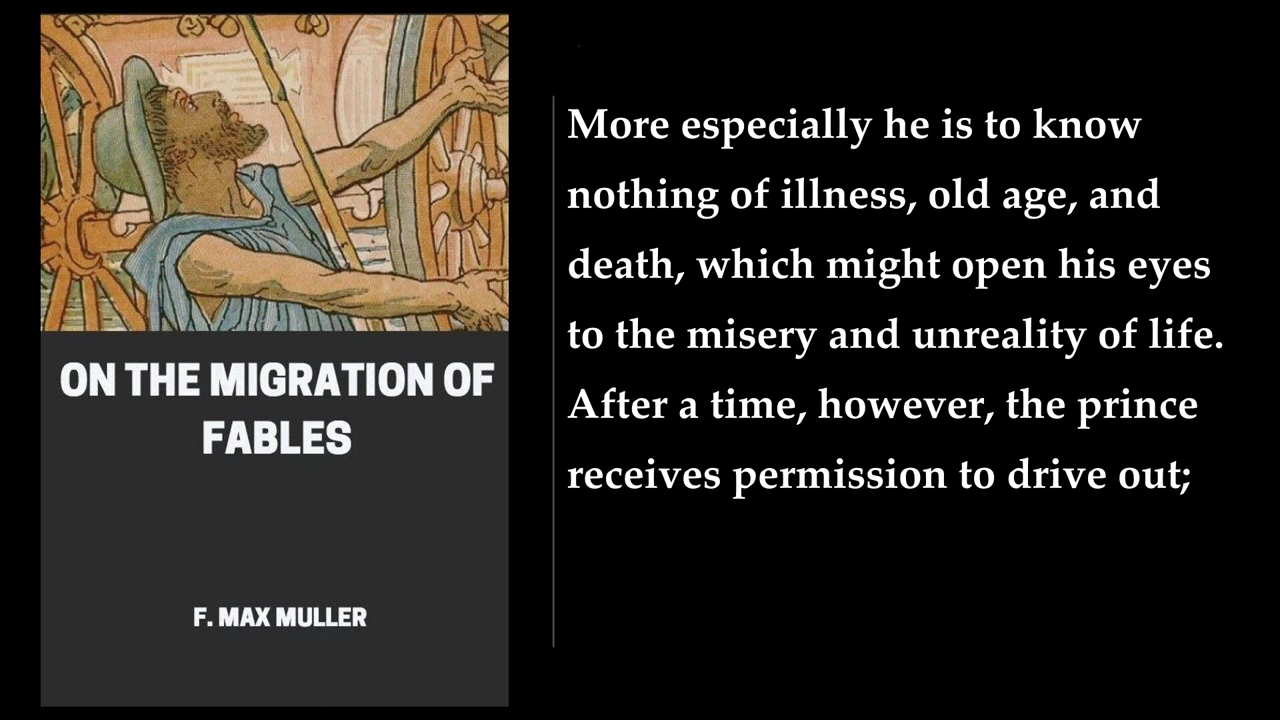 ON THE MIGRATION OF
FABLES
F. MAX MULLER
More especially he is to know
nothing of illness, old age, and
death, which might open his eyes
to the misery and unreality of life.
After a time, however, the prince
receives permission to drive out;